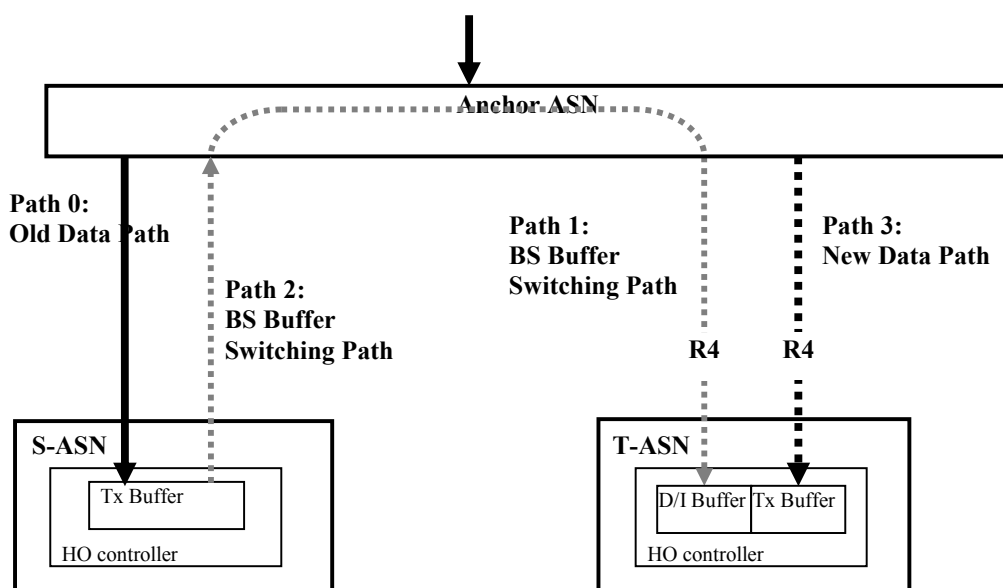 Anchor ASN
Path 0:
Old Data Path
Path 2:
BS Buffer
Switching Path
Path 1:
BS Buffer
Switching Path
Path 3:
New Data Path
R4
R4
S-ASN
Tx Buffer
HO controller
T-ASN
D/I Buffer
Tx Buffer
HO controller